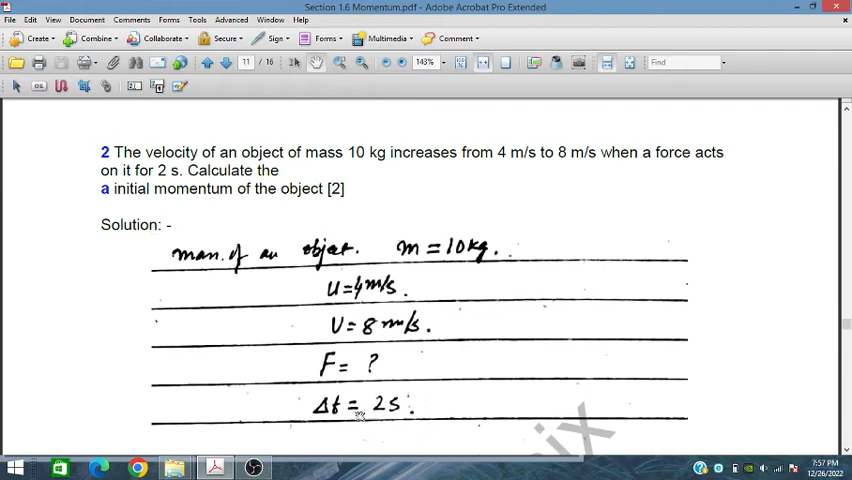 Section 1.6 Momentum.pdf - Adobe Acrobat Pro Extended
File Edit View Document Comments Forms Tools Advanced Window Help
Create Combine Collaborate Secure Sign Forms Multimedia Comment
11 / 16 143% Find
2 The velocity of an object of mass 10 kg increases from 4 m/s to 8 m/s when a force acts
on it for 2 s. Calculate the
a initial momentum of the object [2]
Solution: -
man. of an object. m = 10kg.
U = 4m/s.
V = 8 m/s.
F = ?
Δt = 2s.
7:57 PM
12/26/2022